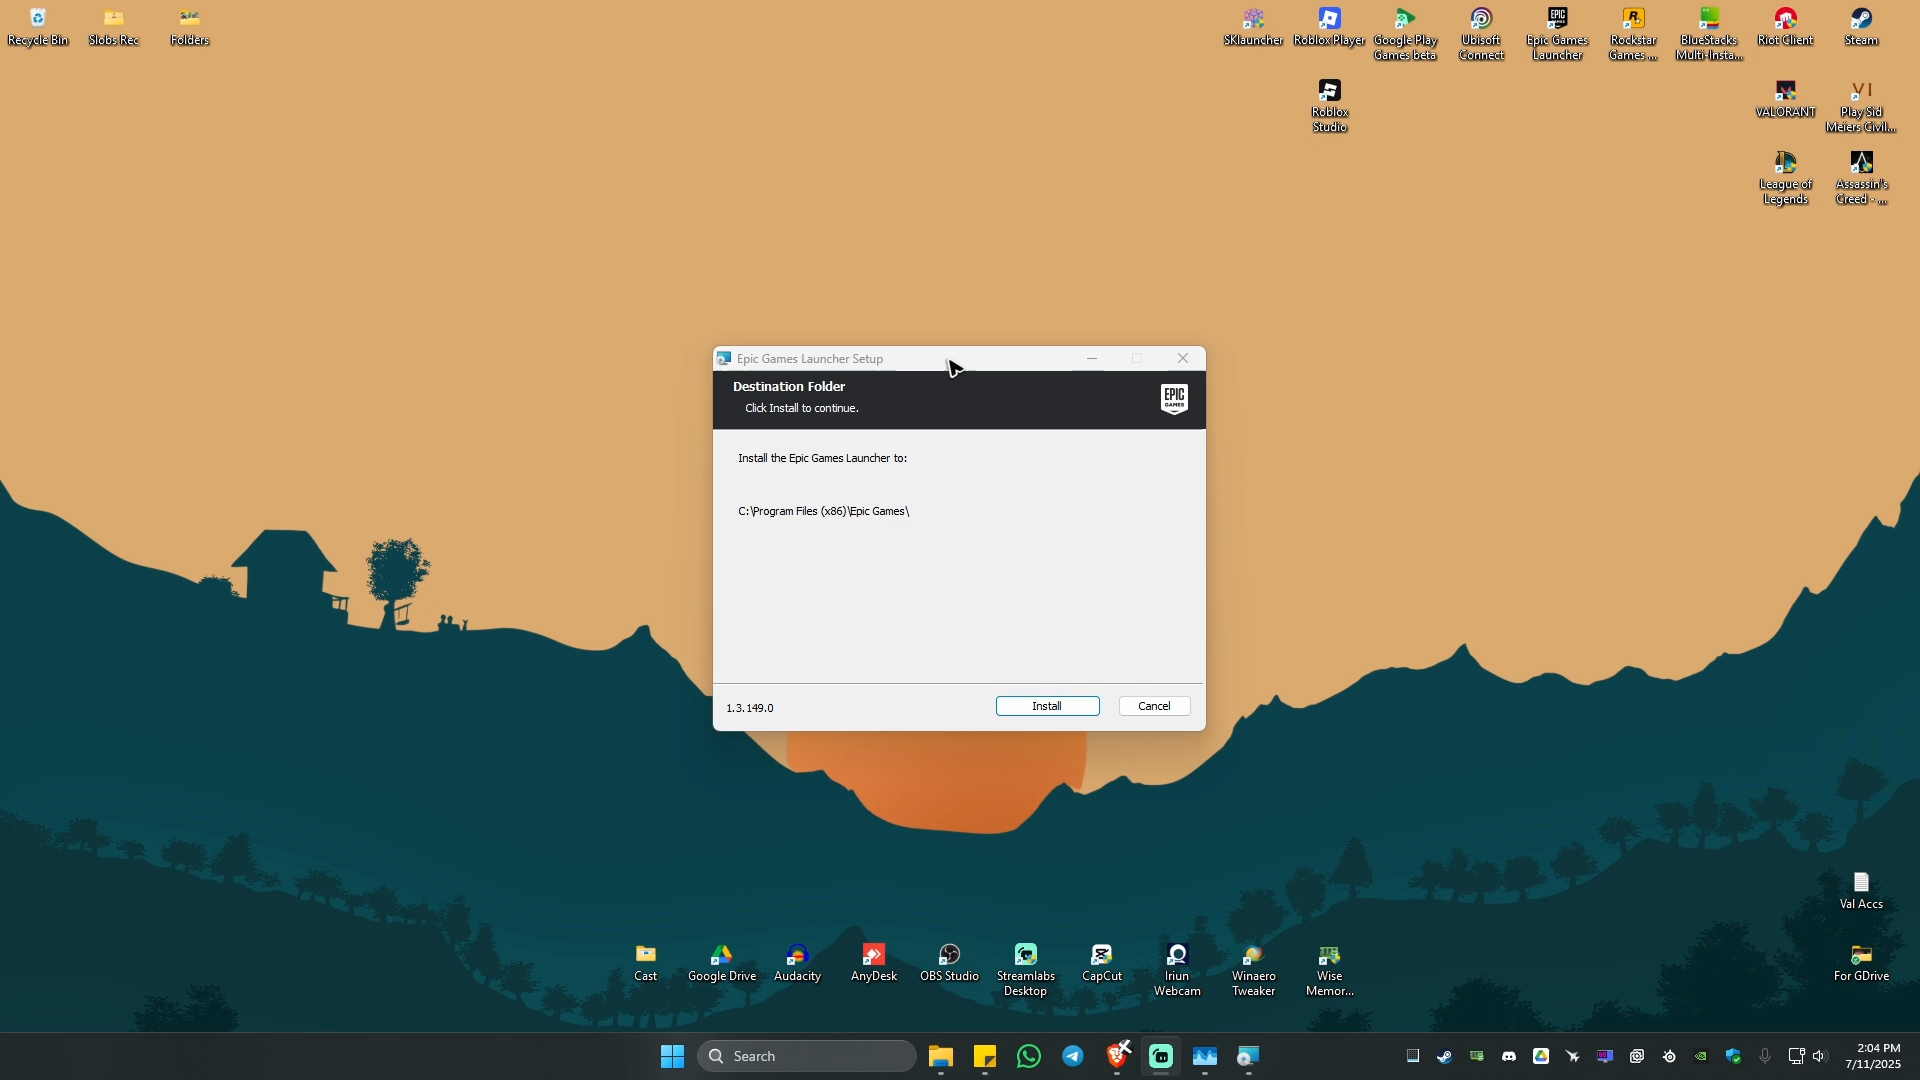 Recycle Bin
Slobs Rec
Folders
SKlauncher
Roblox Player
Google Play
Games beta
Ubisoft
Connect
Epic Games
Launcher
Rockstar
Games ...
BlueStacks
Multi-Insta...
Riot Client
Steam
Roblox
Studio
VALORANT
Play Sid
Meiers Civil...
League of
Legends
Assassin's
Creed - ...
Epic Games Launcher Setup
Destination Folder
Click Install to continue.
EPIC
GAMES
Install the Epic Games Launcher to:
C:\Program Files (x86)\Epic Games\
1.3.149.0
Install
Cancel
Val Accs
Cast
Google Drive
Audacity
AnyDesk
OBS Studio
Streamlabs
Desktop
CapCut
Iriun
Webcam
Winaero
Tweaker
Wise
Memor...
For GDrive
Search
2:04 PM
7/11/2025